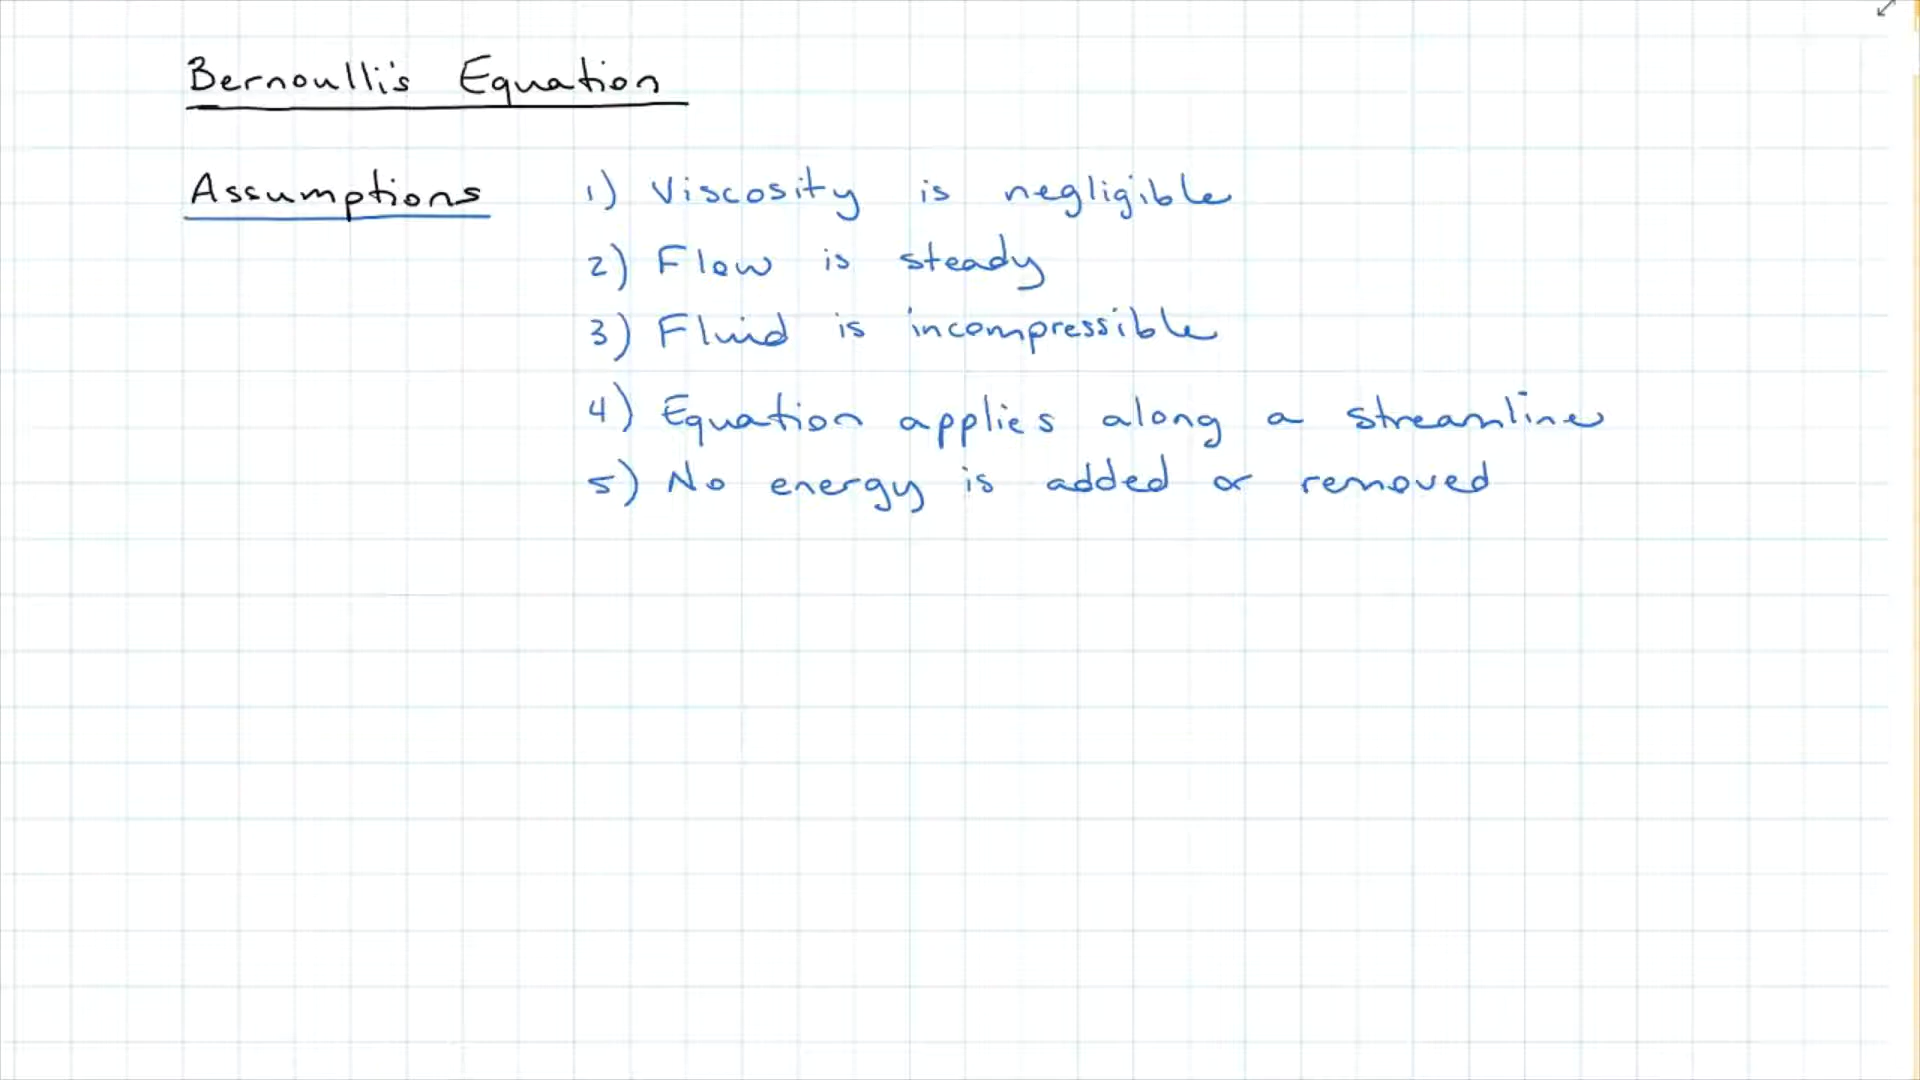 Bernoulli's Equation
Assumptions 1) Viscosity is negligible
2) Flow is steady
3) Fluid is incompressible
4) Equation applies along a streamline
5) No energy is added or removed